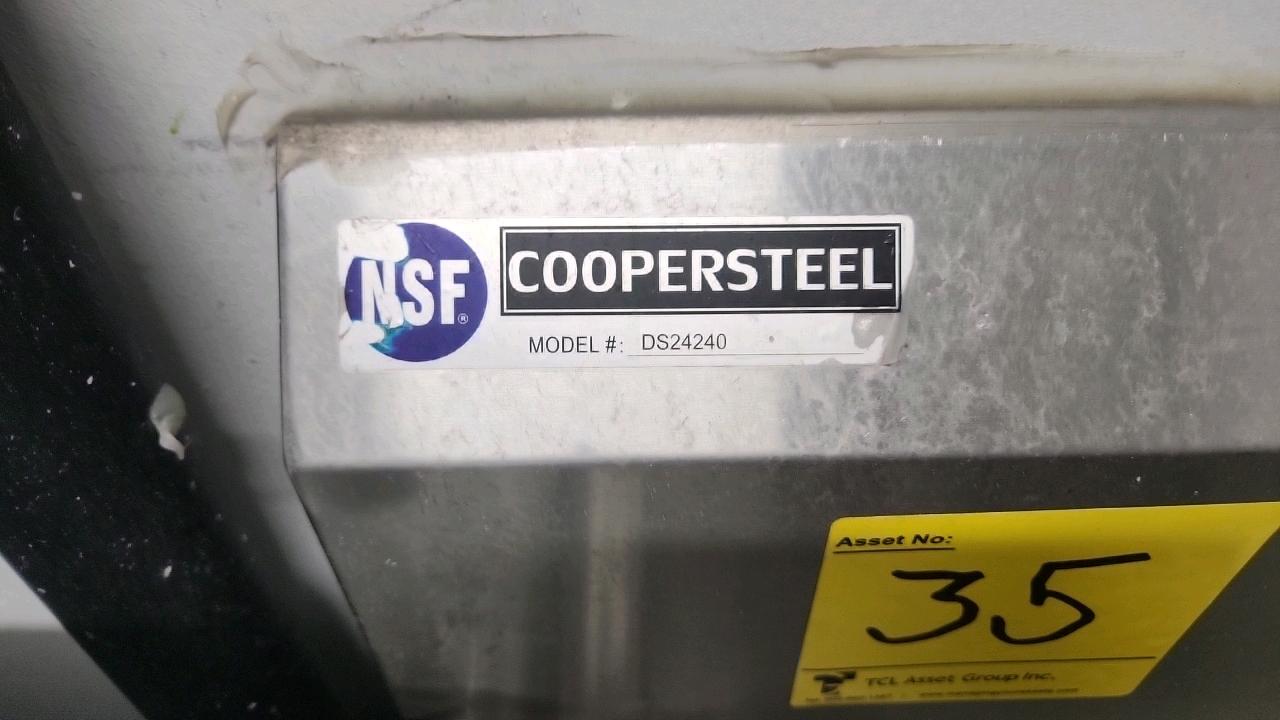 NSF®
COOPERSTEEL
MODEL #: DS24240
Asset No:
35
TCL Asset Group Inc.